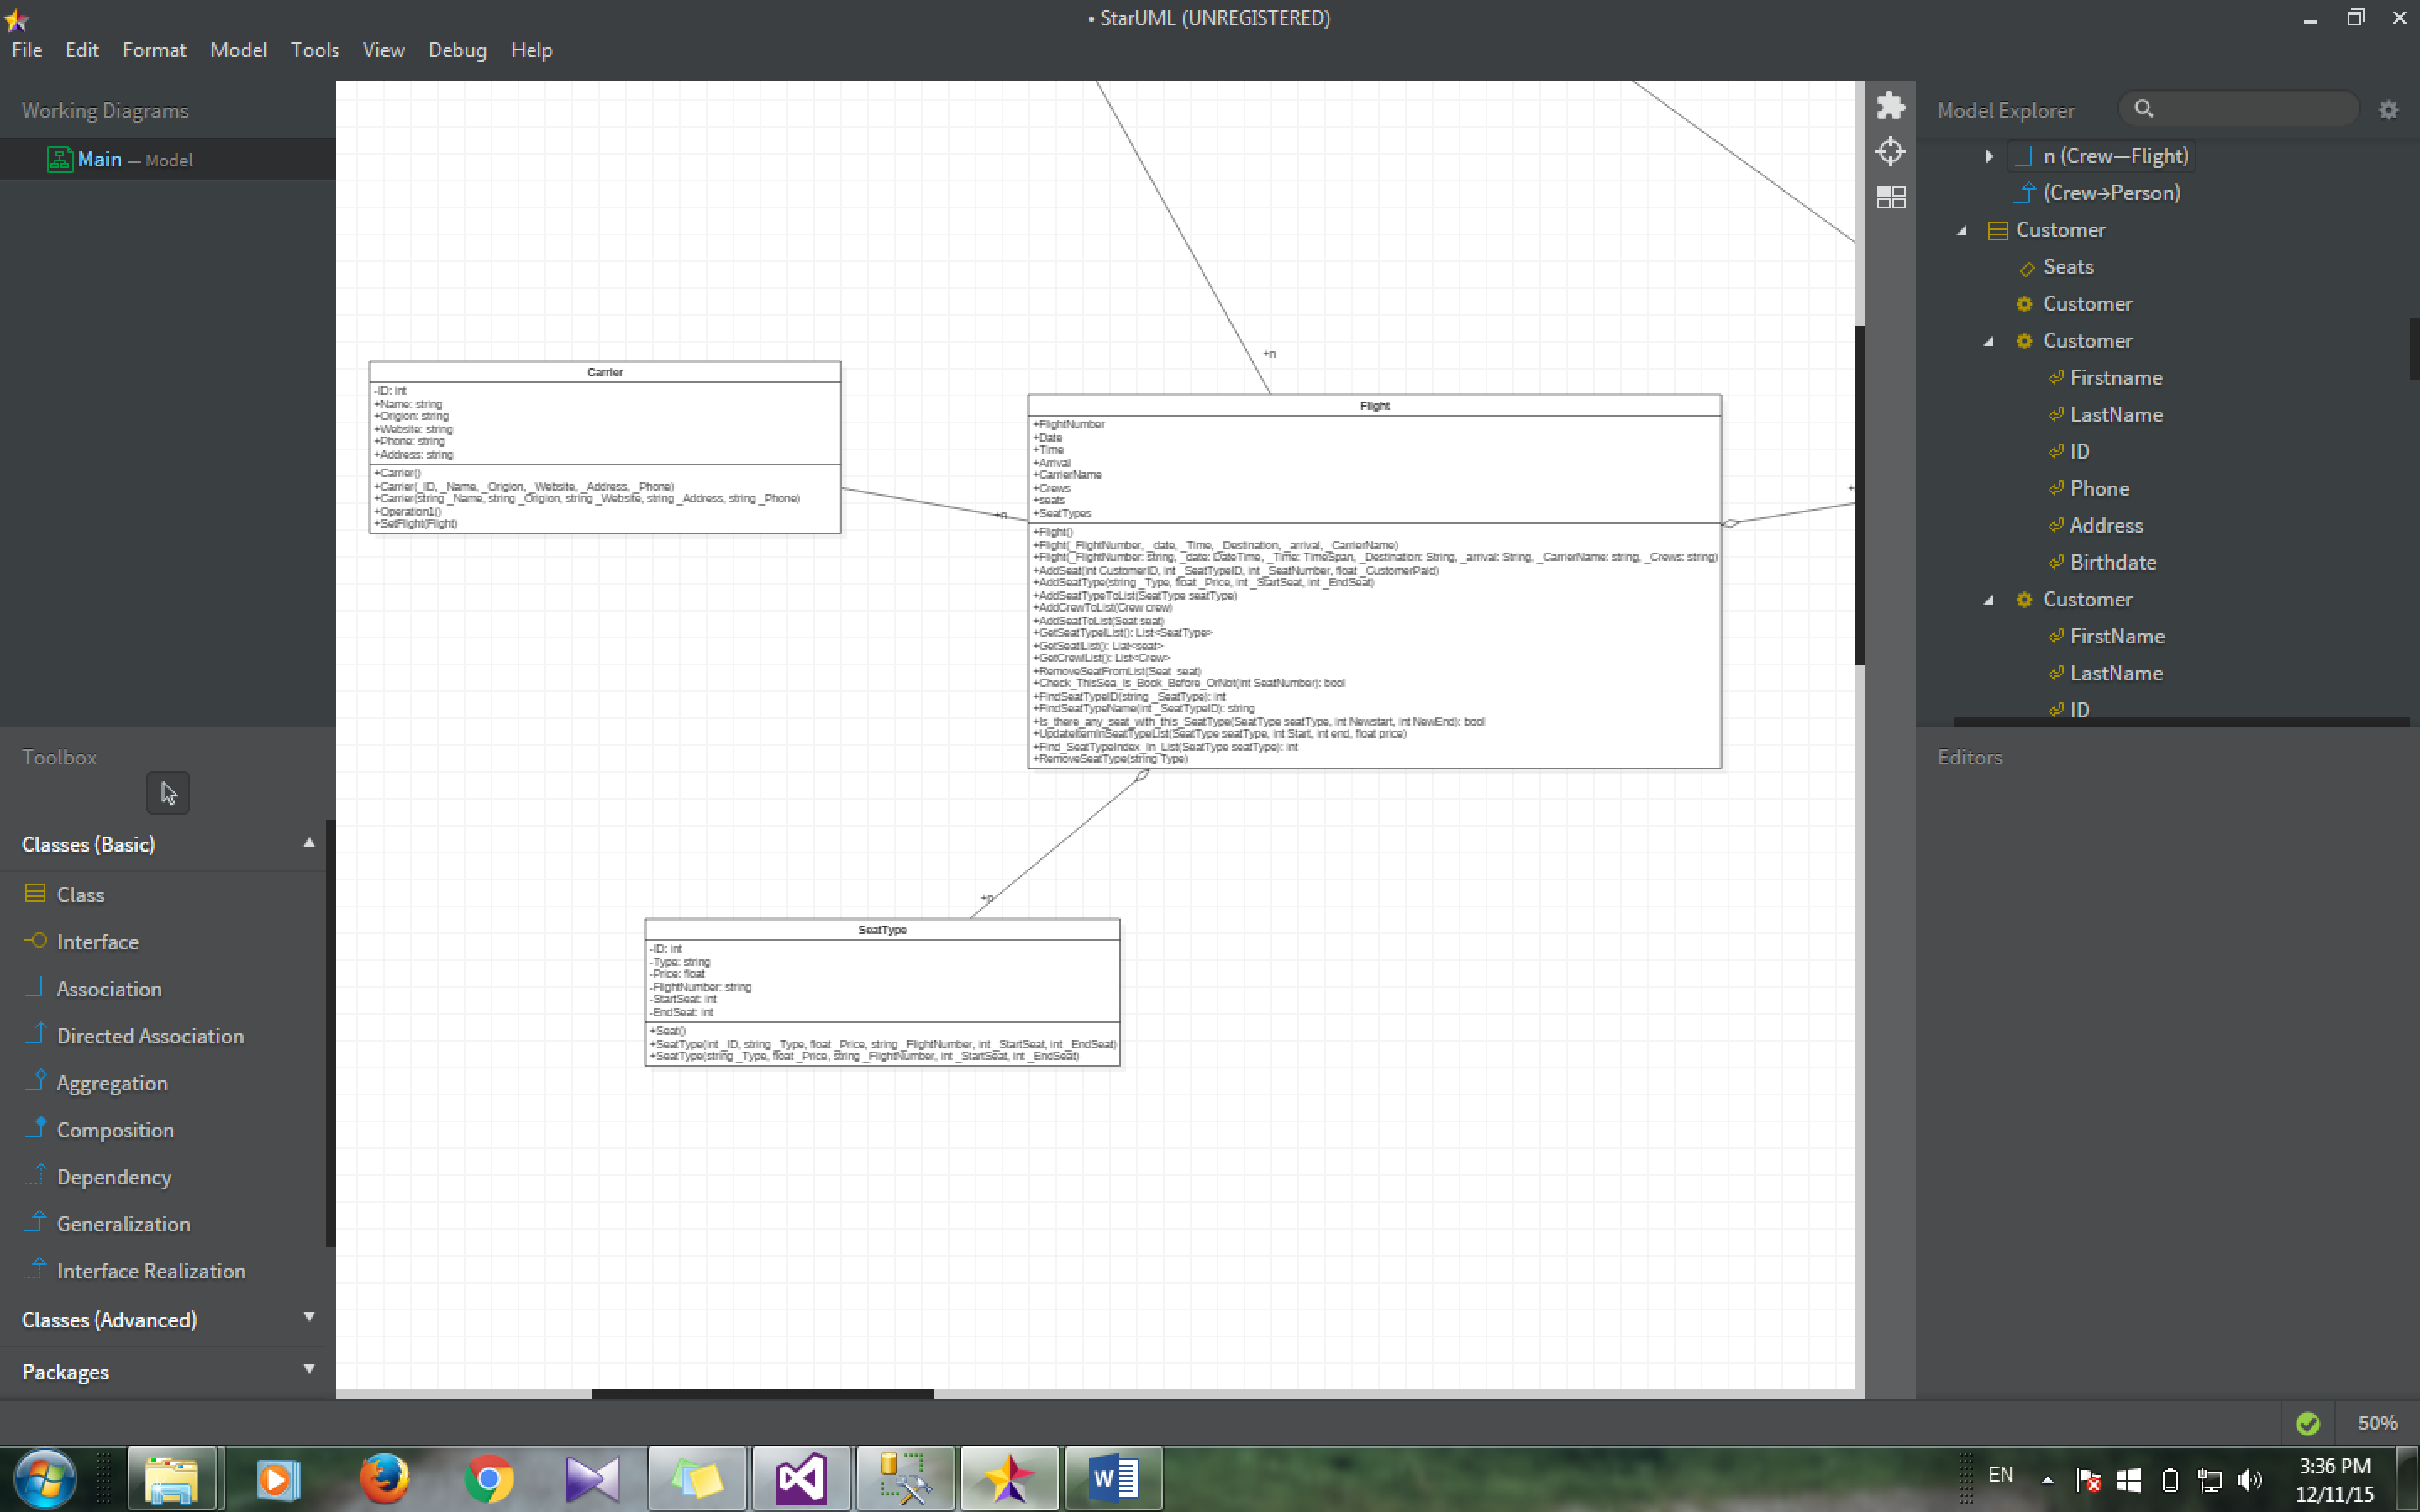 • StarUML (UNREGISTERED)
File Edit Format Model Tools View Debug Help
Working Diagrams
Main — Model
Toolbox
Classes (Basic)
Class
Interface
Association
Directed Association
Aggregation
Composition
Dependency
Generalization
Interface Realization
Classes (Advanced)
Packages
Carrier
-ID: int
+Name: string
+Origion: string
+Website: string
+Phone: string
+Address: string
+Carrier()
+Carrier(_ID, _Name, _Origion, _Website, _Address, _Phone)
+Carrier(string _Name, string _Origion, string _Website, string _Address, string _Phone)
+Operation1()
+SetFlight(Flight)
+n
+n
Flight
+FlightNumber
+Date
+Time
+Arrival
+CarrierName
+Crews
+seats
+SeatTypes
+Flight()
+Flight(_FlightNumber, _date, _Time, _Destination, _arrival, _CarrierName)
+Flight(_FlightNumber: string, _date: DateTime, _Time: TimeSpan, _Destination: String, _arrival: String, _CarrierName: string, _Crews: string)
+AddSeat(int CustomerID, int _SeatTypeID, int _SeatNumber, float _CustomerPaid)
+AddSeatType(string _Type, float _Price, int _StartSeat, int _EndSeat)
+AddSeatTypeToList(SeatType seatType)
+AddCrewToList(Crew crew)
+AddSeatToList(Seat seat)
+GetSeatTypelList(): List<SeatType>
+GetSeatlList(): List<seat>
+GetCrewlList(): List<Crew>
+RemoveSeatFromList(Seat seat)
+Check_ThisSea_Is_Book_Before_OrNot(int SeatNumber): bool
+FindSeatTypeID(string _SeatType): int
+FindSeatTypeName(int _SeatTypeID): string
+Is_there_any_seat_with_this_SeatType(SeatType seatType, int Newstart, int NewEnd): bool
+UpdateItemInSeatTypeList(SeatType seatType, int Start, int end, float price)
+Find_SeatTypeIndex_In_List(SeatType seatType): int
+RemoveSeatType(string Type)
+
+n
SeatType
-ID: int
-Type: string
-Price: float
-FlightNumber: string
-StartSeat: int
-EndSeat: int
+Seat()
+SeatType(int _ID, string _Type, float _Price, string _FlightNumber, int _StartSeat, int _EndSeat)
+SeatType(string _Type, float _Price, string _FlightNumber, int _StartSeat, int _EndSeat)
Model Explorer
n (Crew—Flight)
(Crew→Person)
Customer
Seats
Customer
Customer
Firstname
LastName
ID
Phone
Address
Birthdate
Customer
FirstName
LastName
ID
Editors
50%
EN
3:36 PM
12/11/15